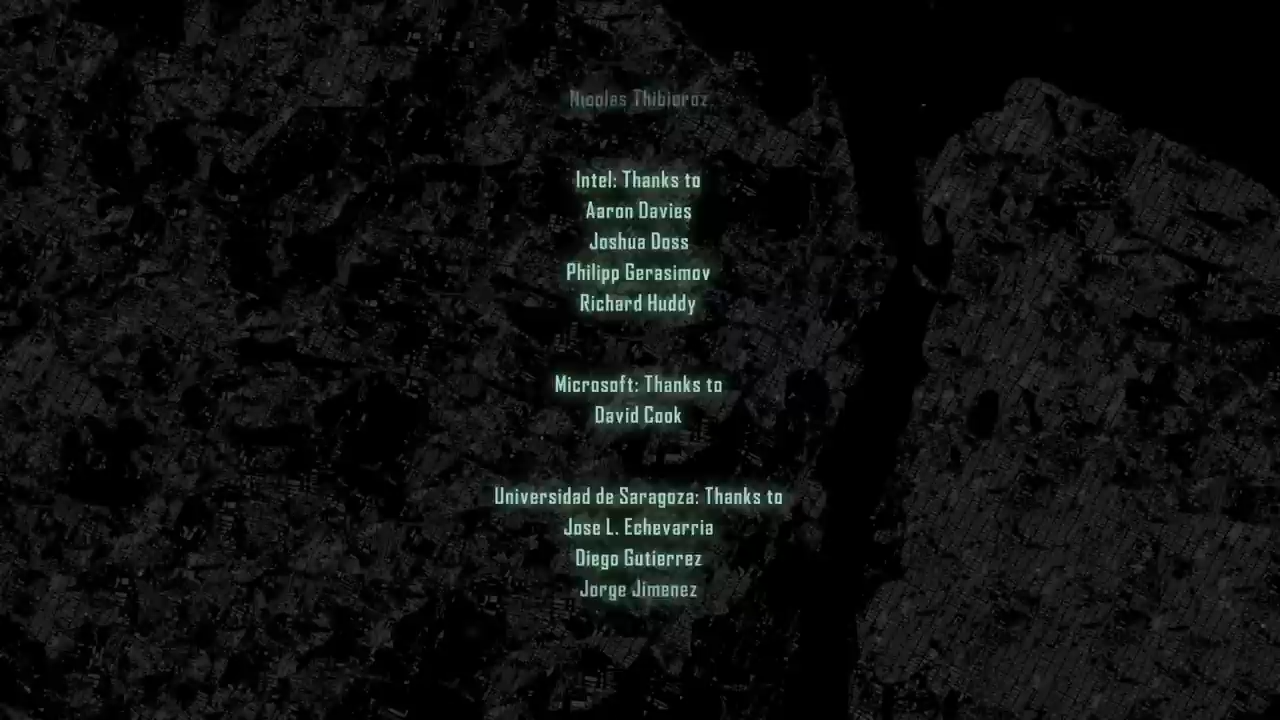 Nicolas Thibieroz
Intel: Thanks to
Aaron Davies
Joshua Doss
Philipp Gerasimov
Richard Huddy
Microsoft: Thanks to
David Cook
Universidad de Saragoza: Thanks to
Jose L. Echevarria
Diego Gutierrez
Jorge Jimenez